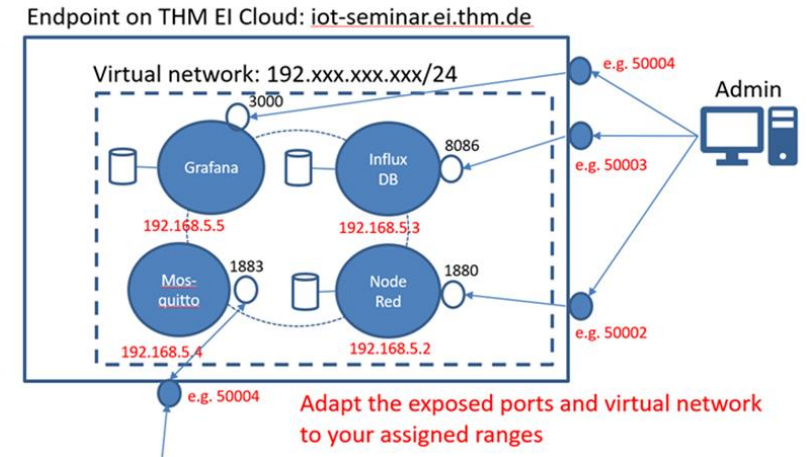 Endpoint on THM EI Cloud: iot-seminar.ei.thm.de
Virtual network: 192.xxx.xxx.xxx/24
e.g. 50004
Admin
3000
Grafana
8086
Influx
DB
e.g. 50003
192.168.5.5
192.168.5.3
Mos-
quitto
1883
Node
Red
1880
192.168.5.4
192.168.5.2
e.g. 50002
e.g. 50004
Adapt the exposed ports and virtual network
to your assigned ranges